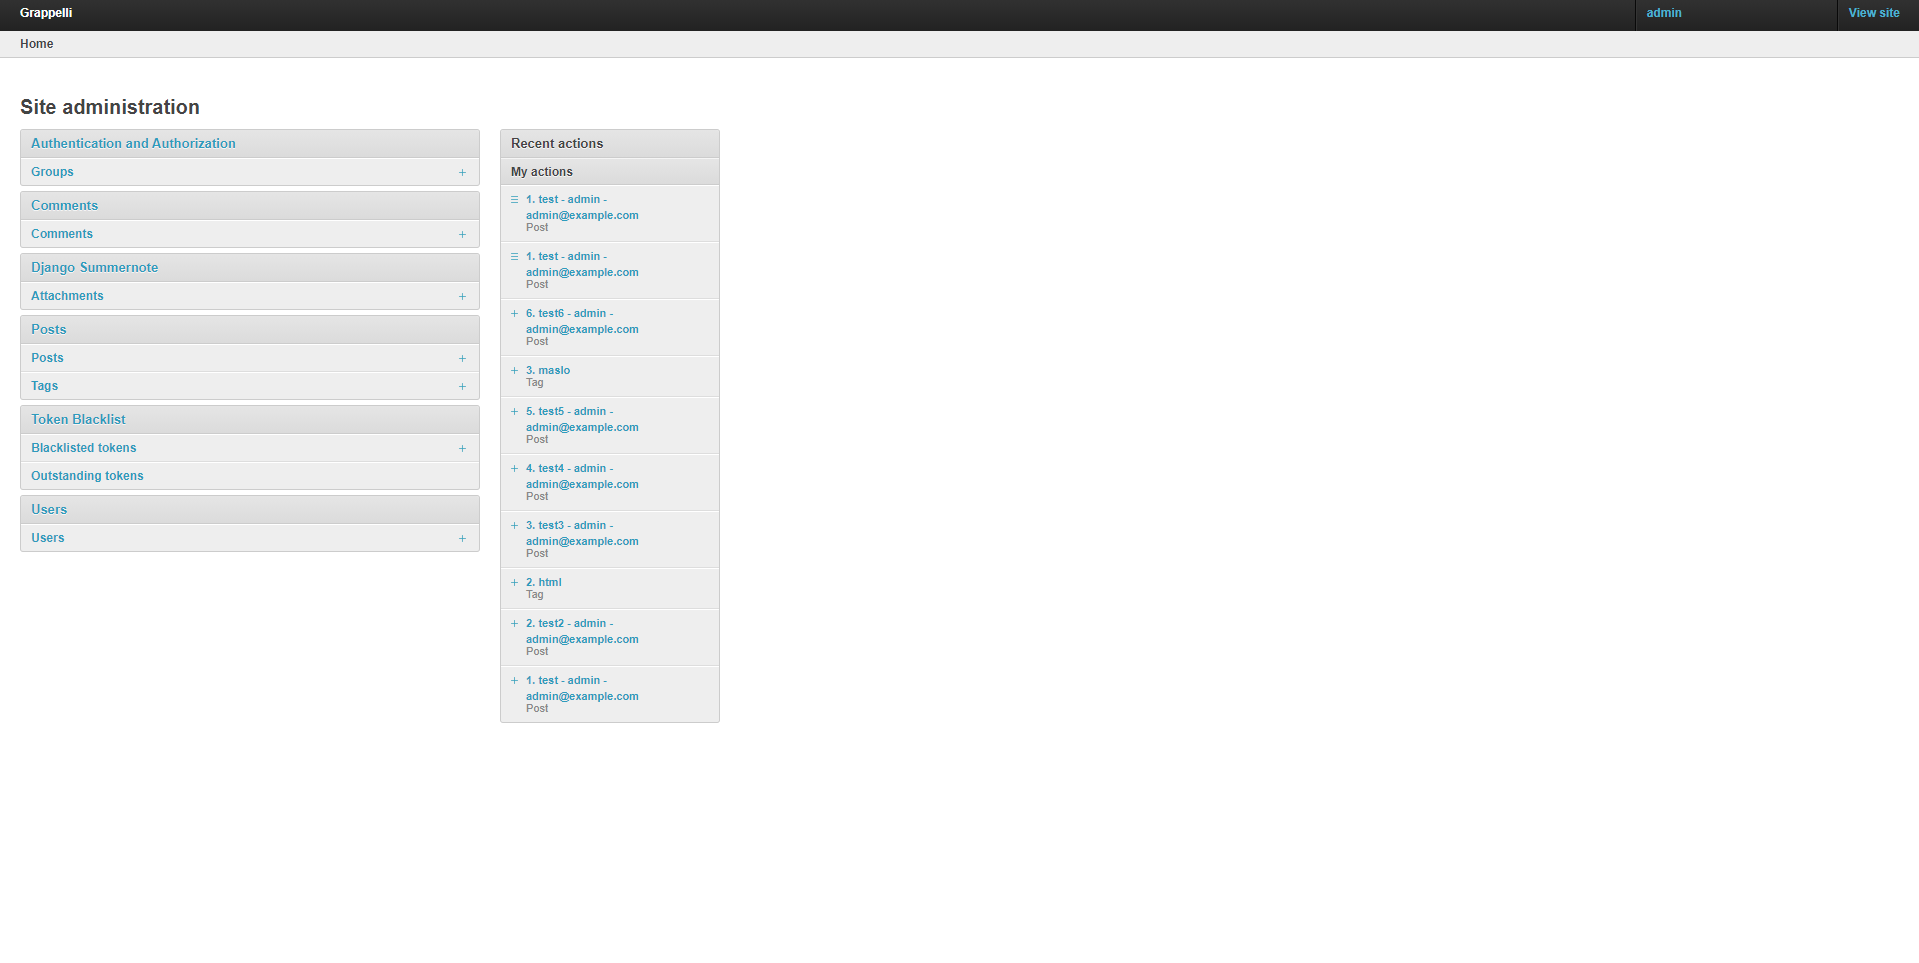 Grappelli
admin
View site
Home
Site administration
Authentication and Authorization
Groups
Comments
Comments
Django Summernote
Attachments
Posts
Posts
Tags
Token Blacklist
Blacklisted tokens
Outstanding tokens
Users
Users
Recent actions
My actions
1. test - admin -
admin@example.com
Post
1. test - admin -
admin@example.com
Post
6. test6 - admin -
admin@example.com
Post
3. maslo
Tag
5. test5 - admin -
admin@example.com
Post
4. test4 - admin -
admin@example.com
Post
3. test3 - admin -
admin@example.com
Post
2. html
Tag
2. test2 - admin -
admin@example.com
Post
1. test - admin -
admin@example.com
Post